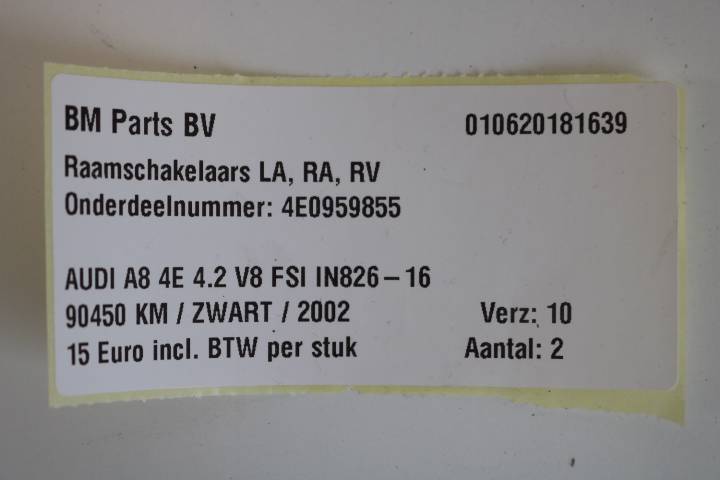 BM Parts BV 010620181639
Raamschakelaars LA, RA, RV
Onderdeelnummer: 4E0959855
AUDI A8 4E 4.2 V8 FSI IN826-16
90450 KM / ZWART / 2002 Verz: 10
15 Euro incl. BTW per stuk Aantal: 2